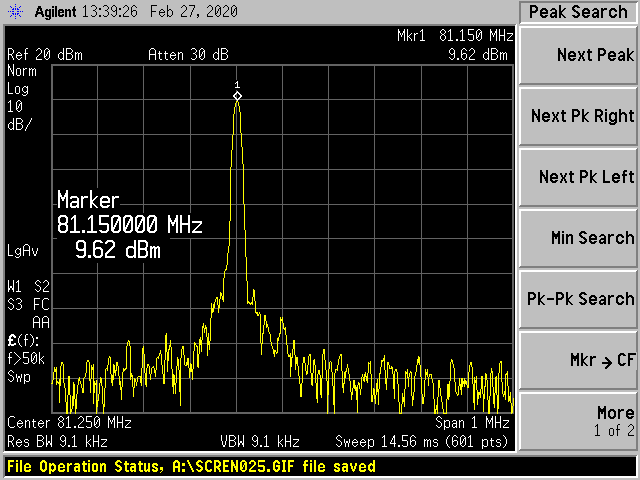 Agilent 13:39:26 Feb 27, 2020
Peak Search
Mkr1 81.150 MHz
Ref 20 dBm Atten 30 dB 9.62 dBm
Norm
Log
10
dB/
1
Marker
81.150000 MHz
9.62 dBm
LgAv
W1 S2
S3 FC
AA
£(f):
f>50k
Swp
Center 81.250 MHz Span 1 MHz
Res BW 9.1 kHz VBW 9.1 kHz Sweep 14.56 ms (601 pts)
File Operation Status, A:\SCREN025.GIF file saved
Next Peak
Next Pk Right
Next Pk Left
Min Search
Pk-Pk Search
Mkr → CF
More
1 of 2